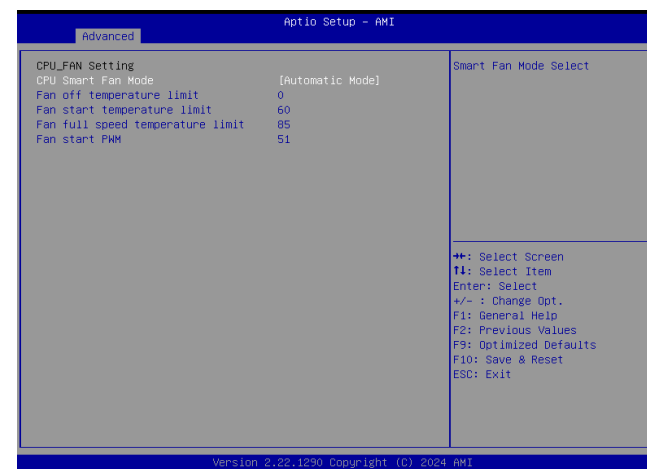 Aptio Setup - AMI
Advanced
CPU_FAN Setting
CPU Smart Fan Mode [Automatic Mode]
Fan off temperature limit 0
Fan start temperature limit 60
Fan full speed temperature limit 85
Fan start PWM 51
Smart Fan Mode Select
→←: Select Screen
↑↓: Select Item
Enter: Select
+/- : Change Opt.
F1: General Help
F2: Previous Values
F9: Optimized Defaults
F10: Save & Reset
ESC: Exit
Version 2.22.1290 Copyright (C) 2024 AMI